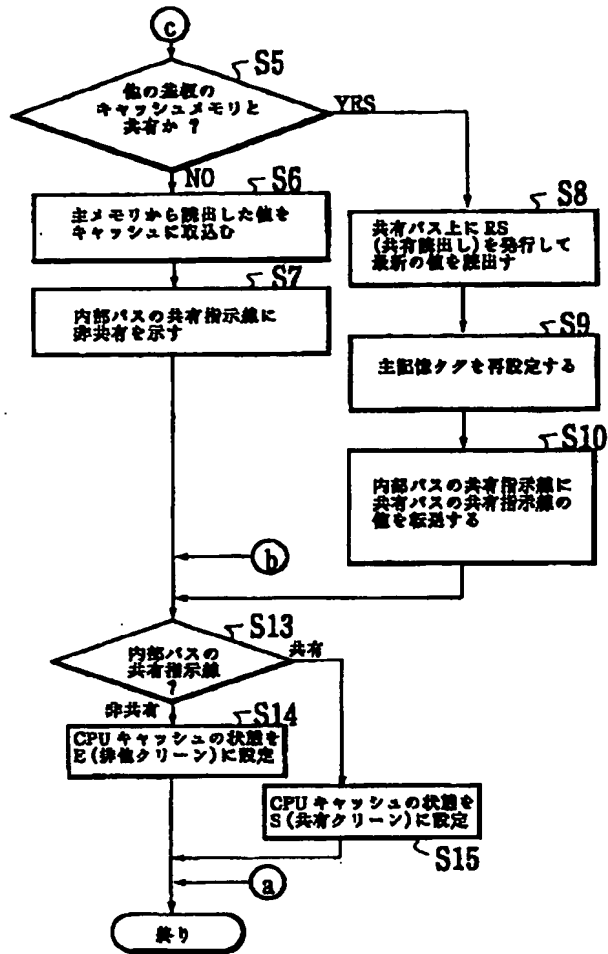 c
S5
他の基板の
キャッシュメモリと
共有か?
YES
NO
S6
主メモリから読出した値を
キャッシュに取込む
S7
内部バスの共有指示線に
非共有を示す
S8
共有バス上にRS
(共有読出し)を発行して
最新の値を読出す
S9
主記憶タグを再設定する
S10
内部バスの共有指示線に
共有バスの共有指示線の
値を転送する
b
S13
内部バスの
共有指示線
?
共有
非共有
S14
CPUキャッシュの状態を
E(排他クリーン)に設定
CPUキャッシュの状態を
S(共有クリーン)に設定
S15
a
終り